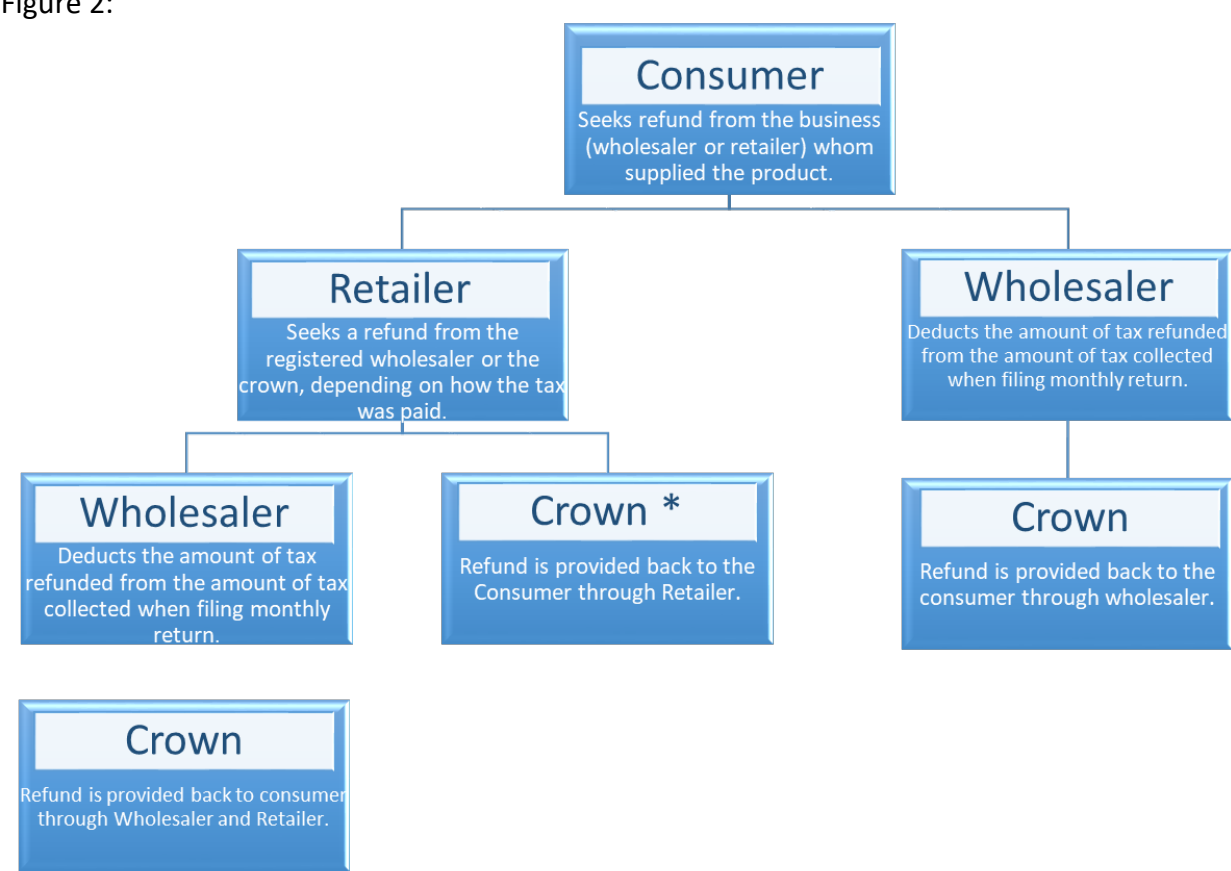 Figure 2:
Consumer
Seeks refund from the business
(wholesaler or retailer) whom
supplied the product.
Retailer
Seeks a refund from the
registered wholesaler or the
crown, depending on how the tax
was paid.
Wholesaler
Deducts the amount of tax refunded
from the amount of tax collected
when filing monthly return.
Wholesaler
Deducts the amount of tax
refunded from the amount of tax
collected when filing monthly
return.
Crown *
Refund is provided back to the
Consumer through Retailer.
Crown
Refund is provided back to the
consumer through wholesaler.
Crown
Refund is provided back to consumer
through Wholesaler and Retailer.